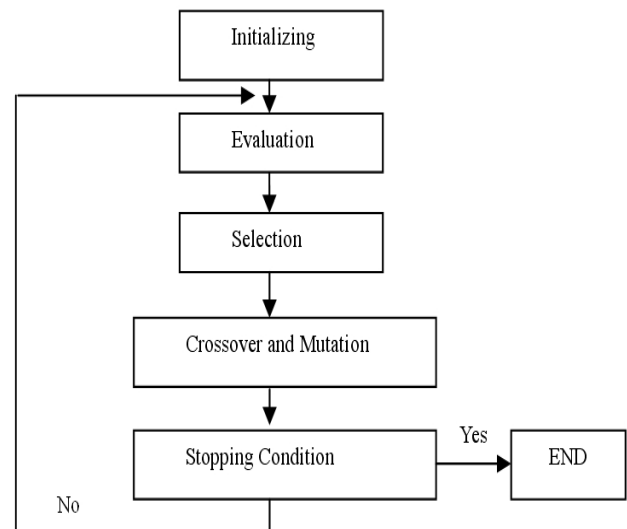 Initializing
Evaluation
Selection
Crossover and Mutation
Stopping Condition
Yes
END
No